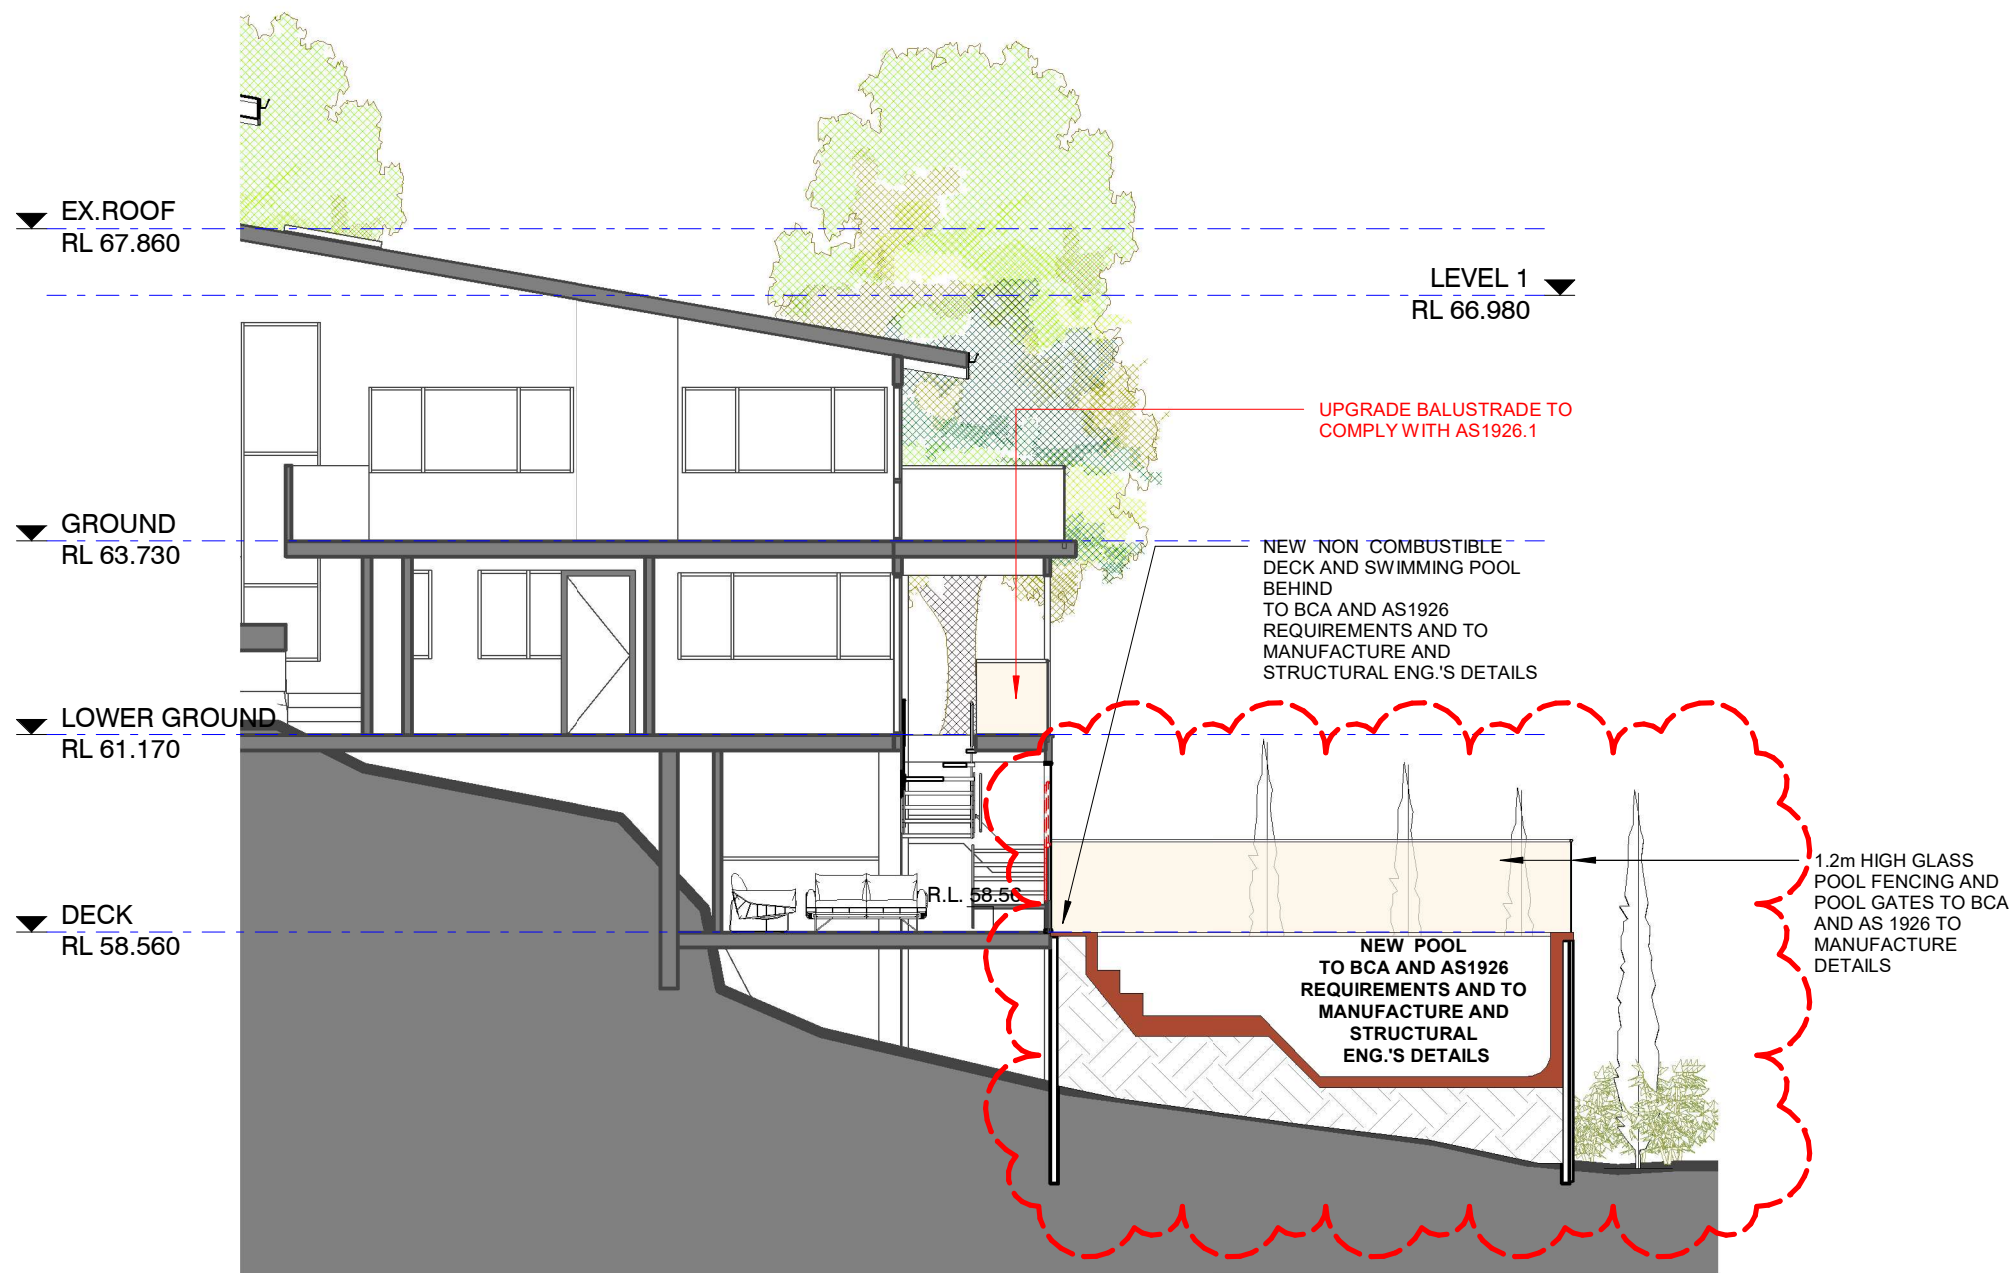 EX.ROOF
RL 67.860
LEVEL 1
RL 66.980
UPGRADE BALUSTRADE TO
COMPLY WITH AS1926.1
GROUND
RL 63.730
NEW NON COMBUSTIBLE
DECK AND SWIMMING POOL
BEHIND
TO BCA AND AS1926
REQUIREMENTS AND TO
MANUFACTURE AND
STRUCTURAL ENG.'S DETAILS
LOWER GROUND
RL 61.170
1.2m HIGH GLASS
POOL FENCING AND
POOL GATES TO BCA
AND AS 1926 TO
MANUFACTURE
DETAILS
R.L. 58.56
DECK
RL 58.560
NEW POOL
TO BCA AND AS1926
REQUIREMENTS AND TO
MANUFACTURE AND
STRUCTURAL
ENG.'S DETAILS